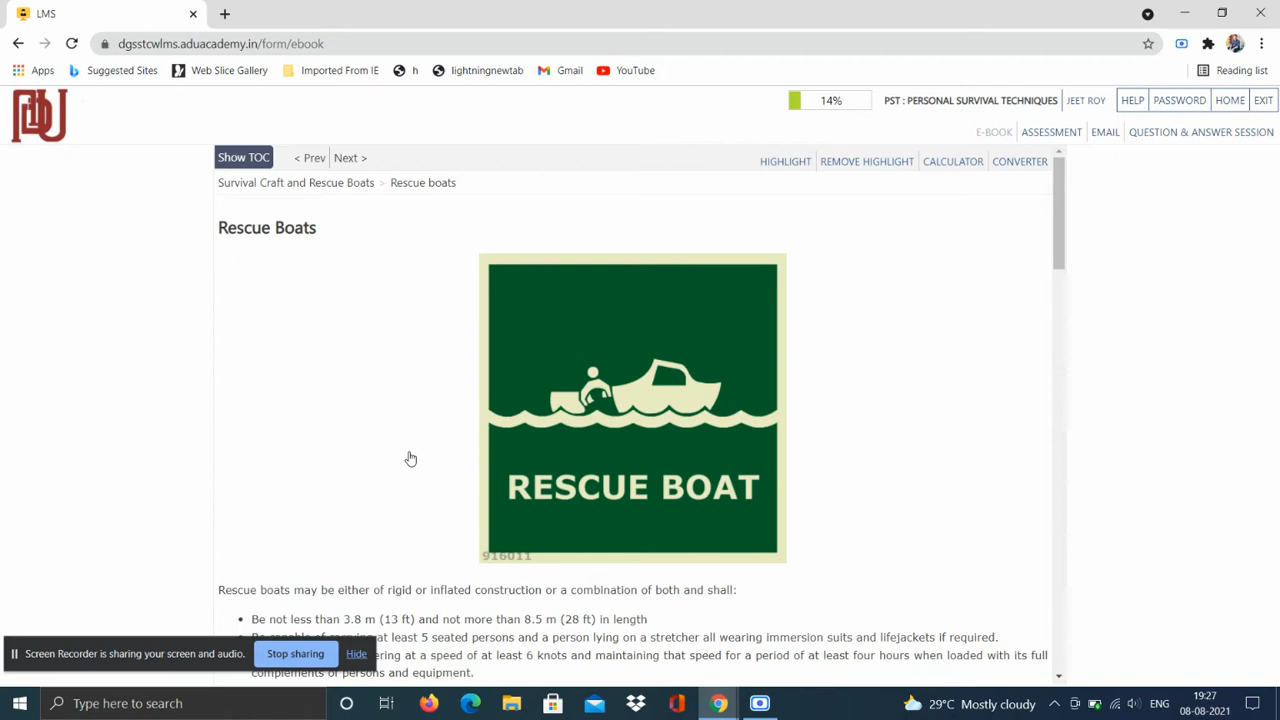 LMS
dgsstcwlms.aduacademy.in/form/ebook
Apps Suggested Sites Web Slice Gallery Imported From IE h lightningnewtab Gmail YouTube Reading list
14% PST : PERSONAL SURVIVAL TECHNIQUES JEET ROY HELP PASSWORD HOME EXIT
E-BOOK ASSESSMENT EMAIL QUESTION & ANSWER SESSION
Show TOC < Prev Next > HIGHLIGHT REMOVE HIGHLIGHT CALCULATOR CONVERTER
Survival Craft and Rescue Boats > Rescue boats
Rescue Boats
RESCUE BOAT
916011
Rescue boats may be either of rigid or inflated construction or a combination of both and shall:
• Be not less than 3.8 m (13 ft) and not more than 8.5 m (28 ft) in length
at least 5 seated persons and a person lying on a stretcher all wearing immersion suits and lifejackets if required.
ering at a speed of at least 6 knots and maintaining that speed for a period of at least four hours when loaded with its full
complements of persons and equipment.
Screen Recorder is sharing your screen and audio. Stop sharing Hide
Type here to search 29°C Mostly cloudy ENG 19:27
08-08-2021